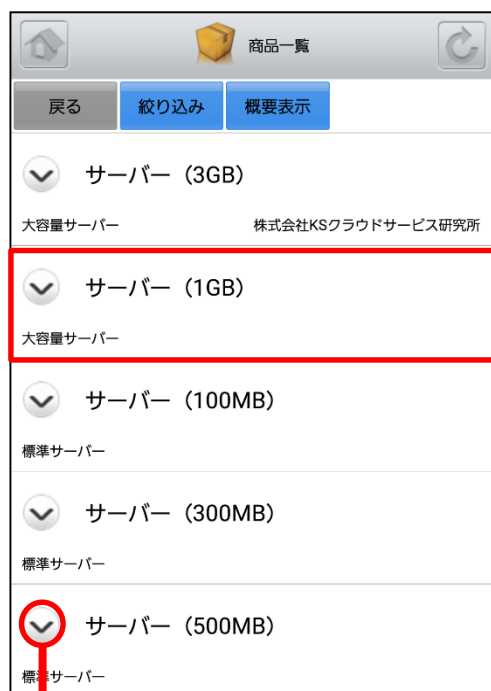 商品一覧
戻る 絞り込み 概要表示
サーバー（3GB）
大容量サーバー 株式会社KSクラウドサービス研究所
サーバー（1GB）
大容量サーバー
サーバー（100MB）
標準サーバー
サーバー（300MB）
標準サーバー
サーバー（500MB）
標準サーバー